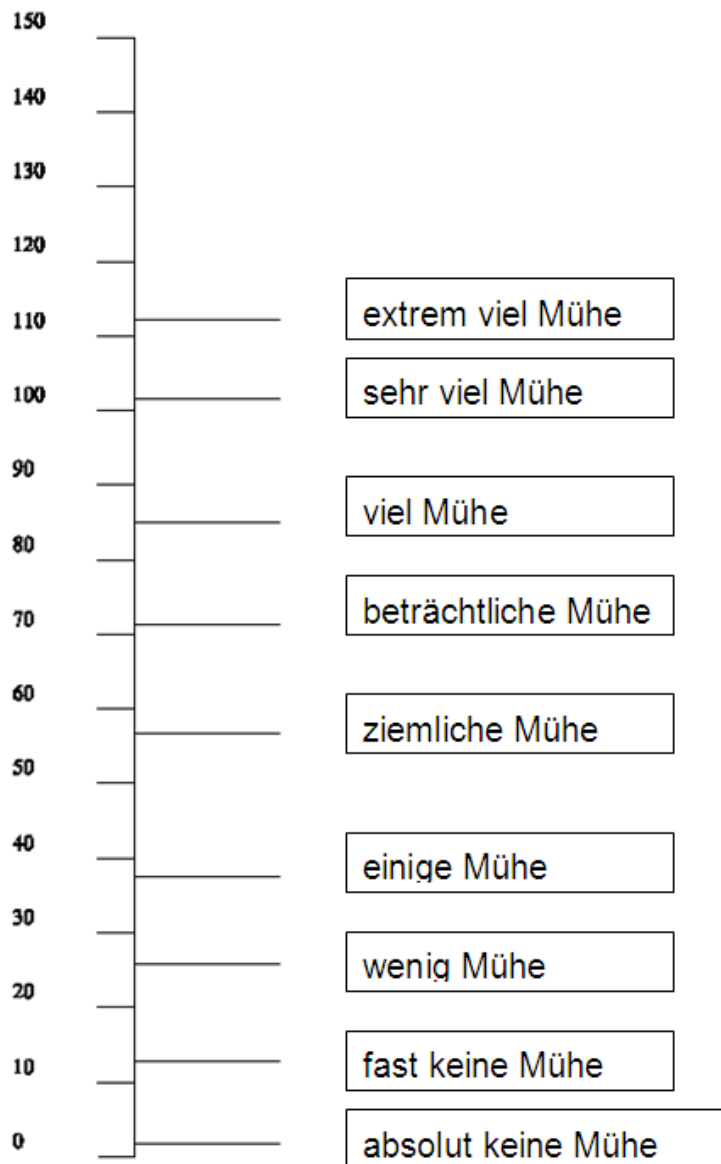 150
140
130
120
extrem viel Mühe
110
sehr viel Mühe
100
90
viel Mühe
80
beträchtliche Mühe
70
60
ziemliche Mühe
50
40
einige Mühe
30
wenig Mühe
20
fast keine Mühe
10
absolut keine Mühe
0